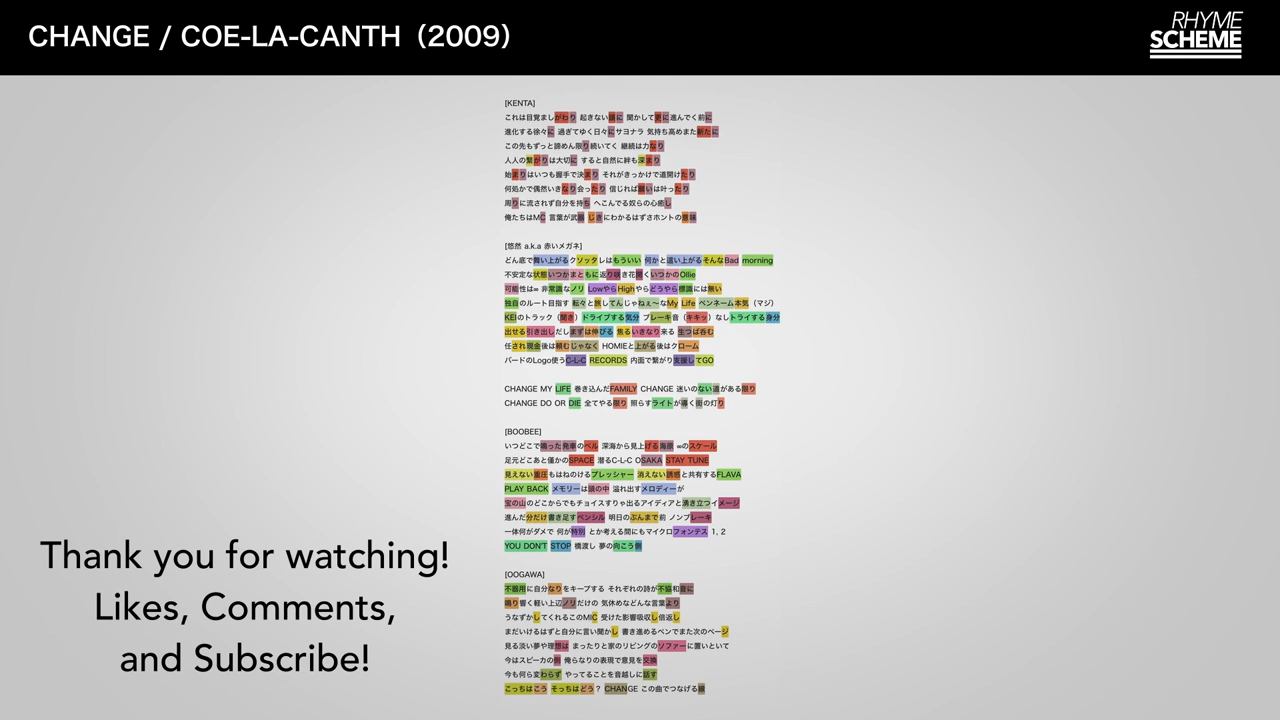 CHANGE / COE-LA-CANTH（2009）
RHYME
SCHEME
[KENTA]
これは目覚ましがわり 起きない頭に 聞かして更に進んでく前に
進化する徐々に 過ぎてゆく日々にサヨナラ 気持ち高めまた新たに
この先もずっと諦めん限り続いてく 継続は力なり
人人の繋がりは大切に すると自然に絆も深まり
始まりはいつも握手で決まり それがきっかけで道開けたり
何処かで偶然いきなり会ったり 信じれば願いは叶ったり
周りに流されず自分を持ち へこんでる奴らの心癒し
俺たちはMC 言葉が武器 じきにわかるはずさホントの意味
[悠然 a.k.a 赤いメガネ]
どん底で舞い上がるクソッタレはもういい 何かと這い上がるそんなBad morning
不安定な状態いつかまともに返り咲き花開くいつかのOllie
可能性は∞ 非常識なノリ LowやらHighやらどうやら標識には無い
独自のルート目指す 転々と旅してんじゃねぇ〜なMy Life ペンネーム本気（マジ）
KEIのトラック（聞き）ドライブする気分 ブレーキ音（キキッ）なしトライする身分
出せる引き出しだしまずは伸びる 焦るいきなり来る 生つば呑む
任され現金後は頼むじゃなく HOMIEと上がる後はクローム
バードのLogo使うC-L-C RECORDS 内面で繋がり支援してGO
CHANGE MY LIFE 巻き込んだFAMILY CHANGE 迷いのない道がある限り
CHANGE DO OR DIE 全てやる限り 照らすライトが導く街の灯り
[BOOBEE]
いつどこで鳴った発車のベル 深海から見上げる海原 ∞のスケール
足元どこあと僅かのSPACE 潜るC-L-C OSAKA STAY TUNE
見えない重圧もはねのけるプレッシャー 消えない誘惑と共有するFLAVA
PLAY BACK メモリーは頭の中 溢れ出すメロディーが
宝の山のどこからでもチョイスすりゃ出るアイディアと湧き立つイメージ
進んだ分だけ書き足すペンシル 明日のぶんまで前 ノンブレーキ
一体何がダメで 何が特別 とか考える間にもマイクロフォンテス 1, 2
YOU DON'T STOP 橋渡し 夢の向こう側
[OOGAWA]
不器用に自分なりをキープする それぞれの詩が不協和音に
鳴り響く軽い上辺ノリだけの 気休めなどんな言葉より
うなずかしてくれるこのMIC 受けた影響吸収し倍返し
まだいけるはずと自分に言い聞かし 書き進めるペンでまた次のページ
見る淡い夢や理想は まったりと家のリビングのソファーに置いといて
今はスピーカの側 俺らなりの表現で意見を交換
今も何ら変わらず やってることを音越しに話す
こっちはこう そっちはどう？ CHANGE この曲でつなげる線
Thank you for watching!
Likes, Comments,
and Subscribe!